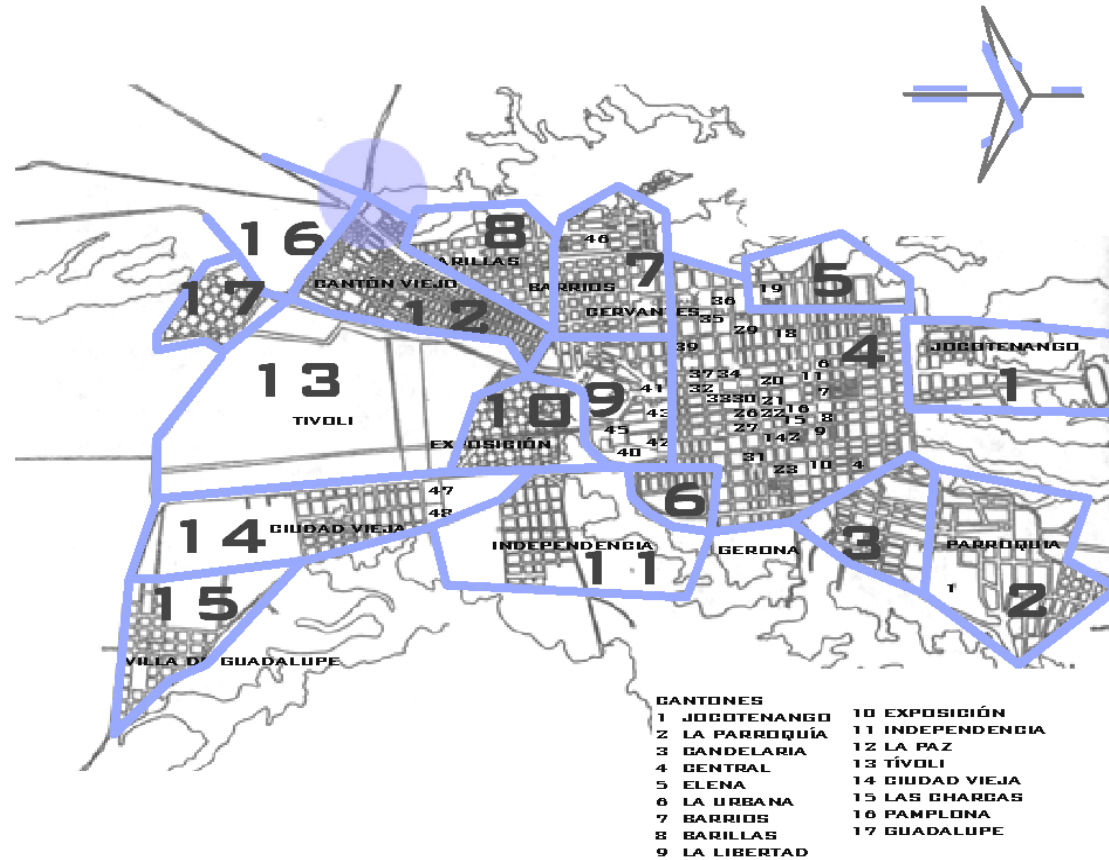 16
8
7
5
17
12
4
13
9
1
10
6
14
3
11
15
2
46
19
36
35
29
18
39
6
37
34
20
11
7
32
33
30
41
21
16
26
22
15
8
43
27
9
45
14
2
42
40
31
23
10
4
47
48
1
ARILLAS
CANTÓN VIEJO
BARRIOS
CERVANTES
JOCOTENANGO
TIVOLI
EXPOSICIÓN
CIUDAD VIEJA
INDEPENDENCIA
GERONA
PARROQUIA
VILLA DE GUADALUPE
CANTONES
1 JOCOTENANGO
2 LA PARROQUÍA
3 CANDELARIA
4 CENTRAL
5 ELENA
6 LA URBANA
7 BARRIOS
8 BARILLAS
9 LA LIBERTAD
10 EXPOSICIÓN
11 INDEPENDENCIA
12 LA PAZ
13 TÍVOLI
14 CIUDAD VIEJA
15 LAS CHARCAS
16 PAMPLONA
17 GUADALUPE